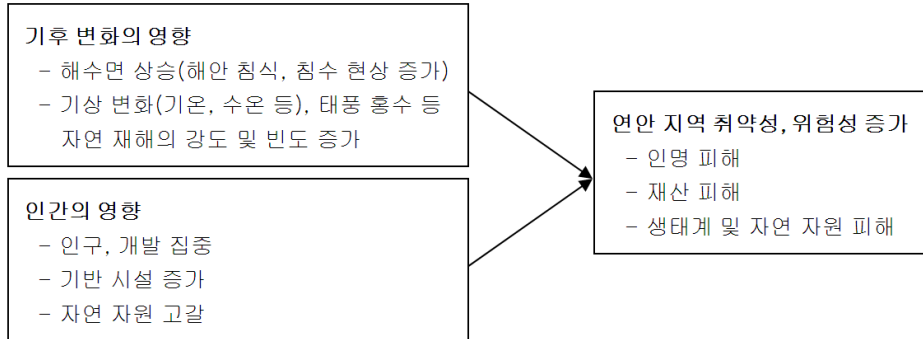 기후 변화의 영향
- 해수면 상승(해안 침식, 침수 현상 증가)
- 기상 변화(기온, 수온 등), 태풍 홍수 등
자연 재해의 강도 및 빈도 증가
인간의 영향
- 인구, 개발 집중
- 기반 시설 증가
- 자연 자원 고갈
연안 지역 취약성, 위험성 증가
- 인명 피해
- 재산 피해
- 생태계 및 자연 자원 피해